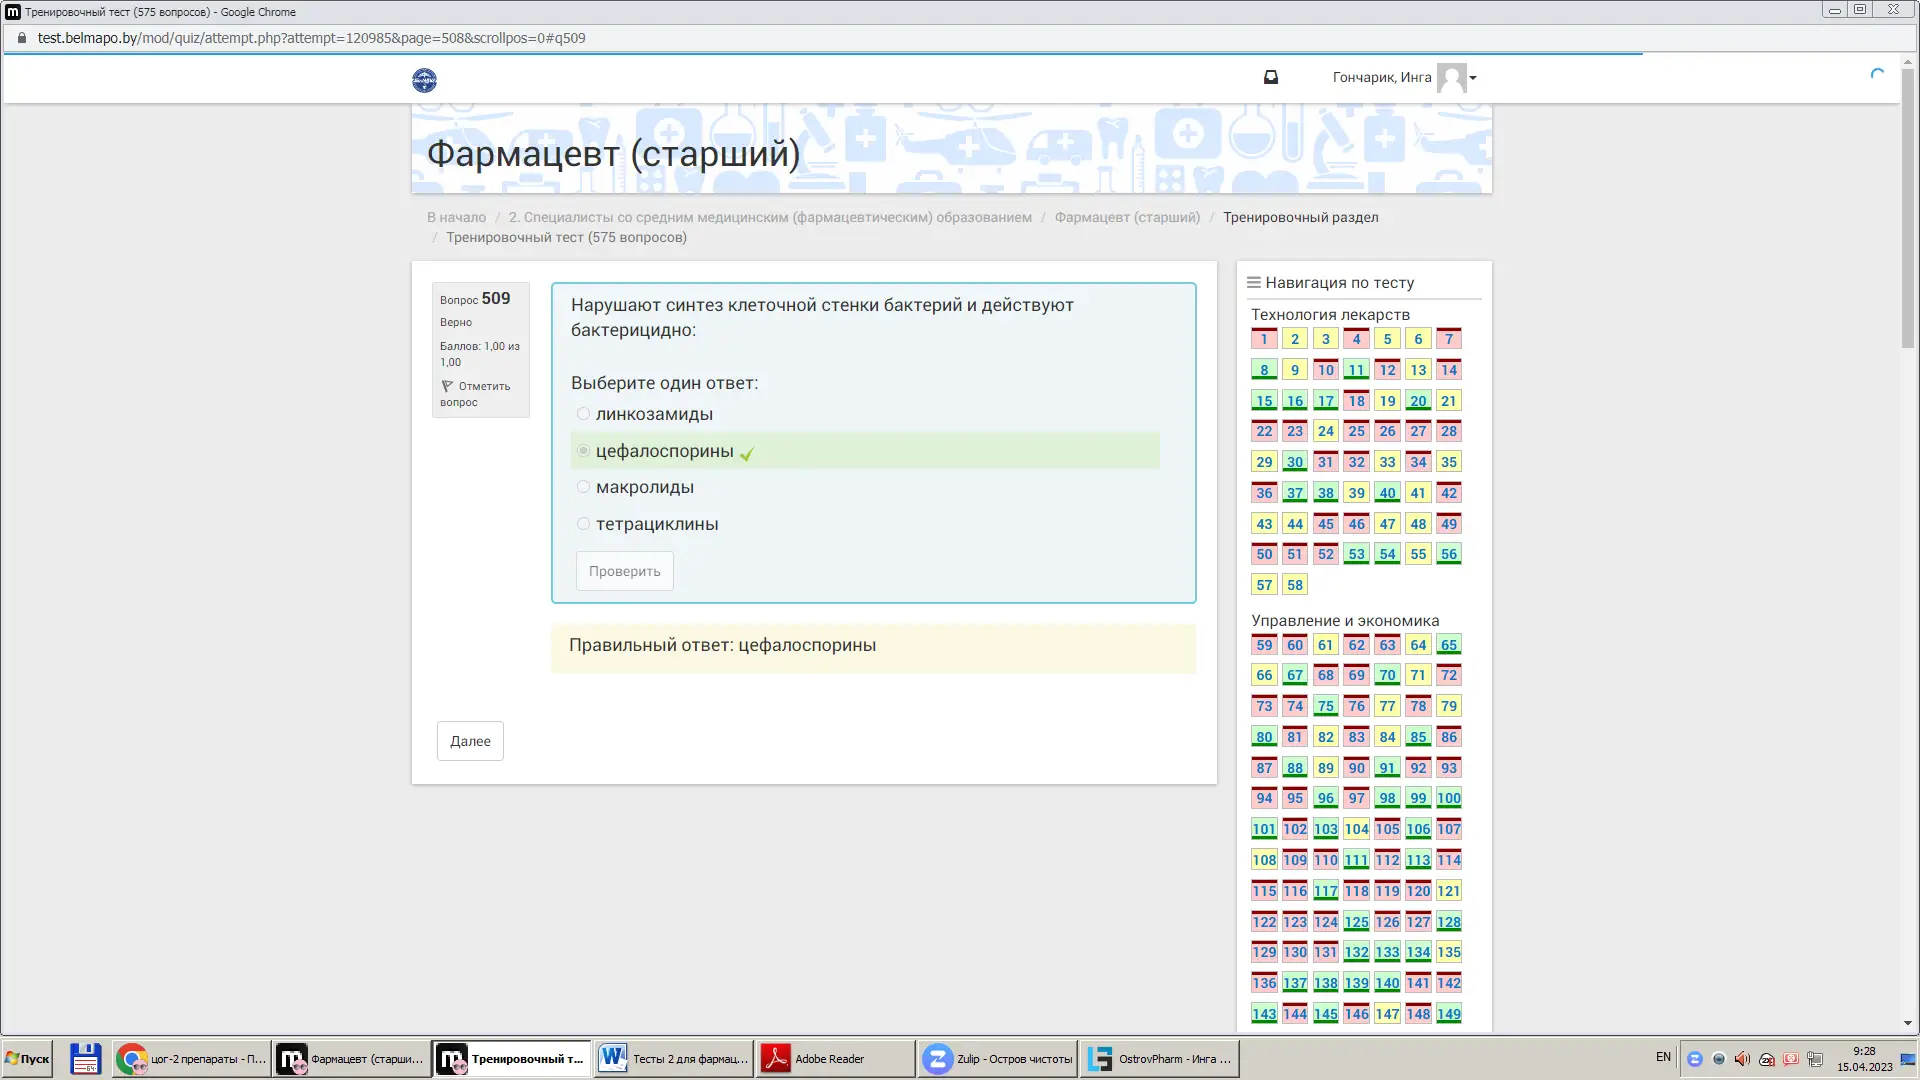 Тренировочный тест (575 вопросов) - Google Chrome
test.belmapo.by/mod/quiz/attempt.php?attempt=120985&page=508&scrollpos=0#q509
Гончарик, Инга
Фармацевт (старший)
В начало / 2. Специалисты со средним медицинским (фармацевтическим) образованием / Фармацевт (старший) / Тренировочный раздел
/ Тренировочный тест (575 вопросов)
Вопрос 509
Верно
Баллов: 1,00 из
1,00
Отметить
вопрос
Нарушают синтез клеточной стенки бактерий и действуют
бактерицидно:
Выберите один ответ:
линкозамиды
цефалоспорины
макролиды
тетрациклины
Проверить
Правильный ответ: цефалоспорины
Далее
Навигация по тесту
Технология лекарств
1 2 3 4 5 6 7
8 9 10 11 12 13 14
15 16 17 18 19 20 21
22 23 24 25 26 27 28
29 30 31 32 33 34 35
36 37 38 39 40 41 42
43 44 45 46 47 48 49
50 51 52 53 54 55 56
57 58
Управление и экономика
59 60 61 62 63 64 65
66 67 68 69 70 71 72
73 74 75 76 77 78 79
80 81 82 83 84 85 86
87 88 89 90 91 92 93
94 95 96 97 98 99 100
101 102 103 104 105 106 107
108 109 110 111 112 113 114
115 116 117 118 119 120 121
122 123 124 125 126 127 128
129 130 131 132 133 134 135
136 137 138 139 140 141 142
143 144 145 146 147 148 149
Пуск
цог-2 препараты - П...
Фармацевт (старши...
Тренировочный т...
Тесты 2 для фармац...
Adobe Reader
Zulip - Остров чистоты
OstrovPharm - Инга ...
EN
9:28
15.04.2023